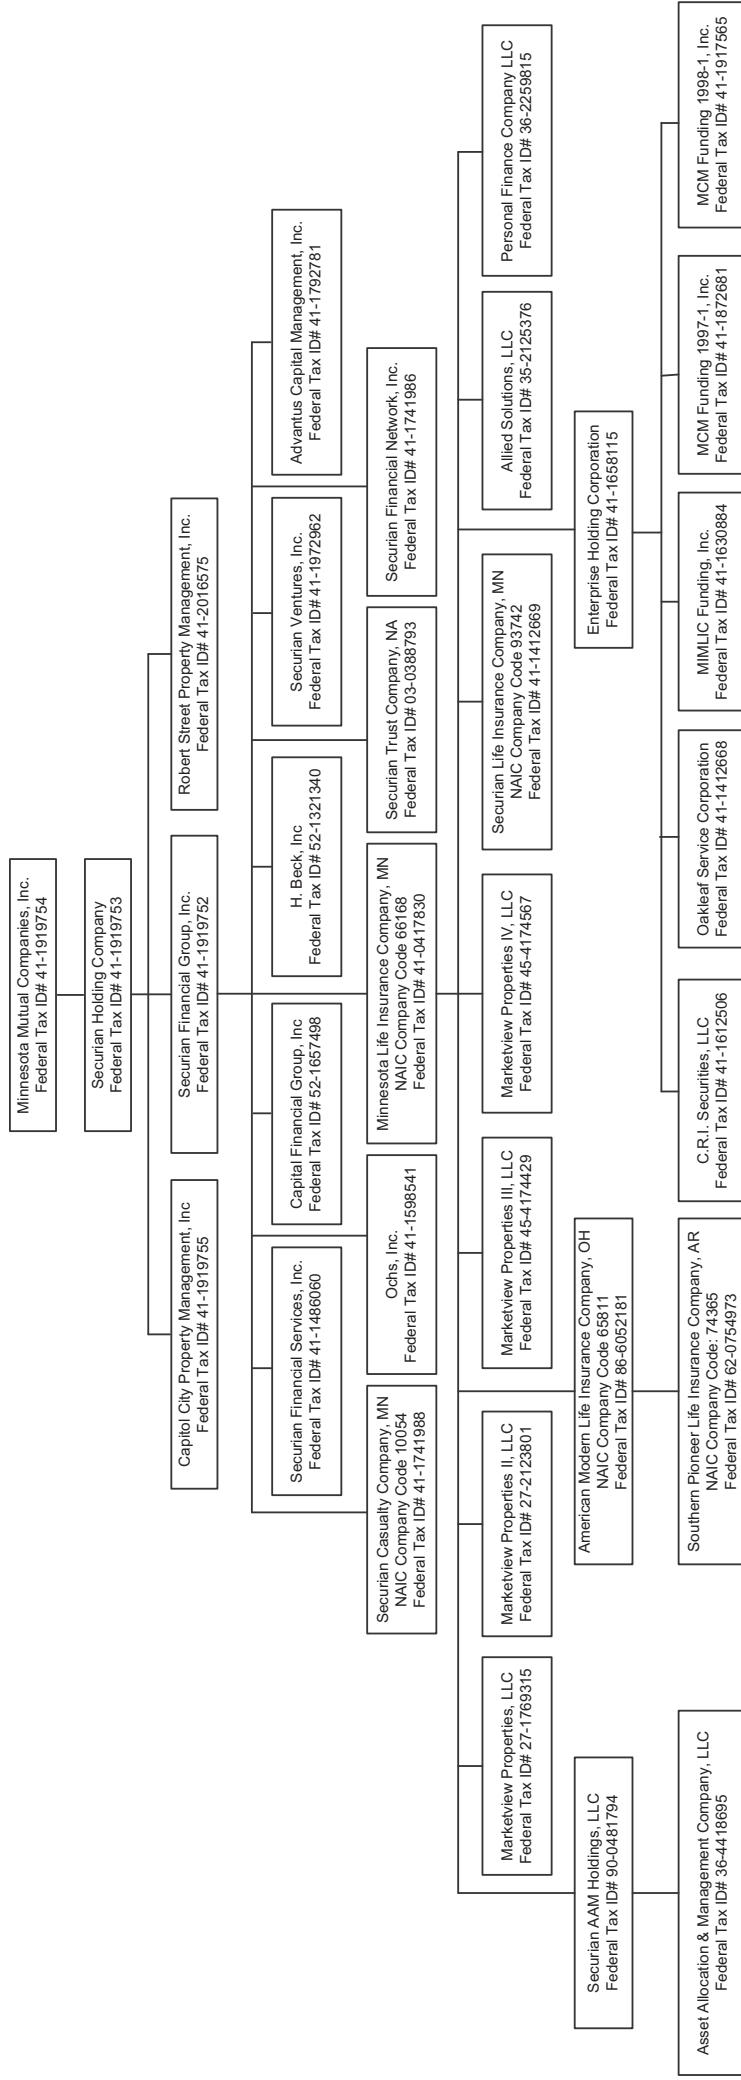 Minnesota Mutual Companies, Inc.
Federal Tax ID# 41-1919754
Securian Holding Company
Federal Tax ID# 41-1919753
Capitol City Property Management, Inc
Federal Tax ID# 41-1919755
Securian Financial Group, Inc.
Federal Tax ID# 41-1919752
Robert Street Property Management, Inc.
Federal Tax ID# 41-2016575
Securian Financial Services, Inc.
Federal Tax ID# 41-1486060
Capital Financial Group, Inc
Federal Tax ID# 52-1657498
H. Beck, Inc
Federal Tax ID# 52-1321340
Securian Ventures, Inc.
Federal Tax ID# 41-1972962
Advantus Capital Management, Inc.
Federal Tax ID# 41-1792781
Securian Casualty Company, MN
NAIC Company Code 10054
Federal Tax ID# 41-1741988
Ochs, Inc.
Federal Tax ID# 41-1598541
Minnesota Life Insurance Company, MN
NAIC Company Code 66168
Federal Tax ID# 41-0417830
Securian Trust Company, NA
Federal Tax ID# 03-0388793
Securian Financial Network, Inc.
Federal Tax ID# 41-1741986
Marketview Properties, LLC
Federal Tax ID# 27-1769315
Marketview Properties II, LLC
Federal Tax ID# 27-2123801
Marketview Properties III, LLC
Federal Tax ID# 45-4174429
Marketview Properties IV, LLC
Federal Tax ID# 45-4174567
Securian Life Insurance Company, MN
NAIC Company Code 93742
Federal Tax ID# 41-1412669
Allied Solutions, LLC
Federal Tax ID# 35-2125376
Personal Finance Company LLC
Federal Tax ID# 36-2259815
Securian AAM Holdings, LLC
Federal Tax ID# 90-0481794
American Modern Life Insurance Company, OH
NAIC Company Code 65811
Federal Tax ID# 86-6052181
Enterprise Holding Corporation
Federal Tax ID# 41-1658115
Asset Allocation & Management Company, LLC
Federal Tax ID# 36-4418695
Southern Pioneer Life Insurance Company, AR
NAIC Company Code: 74365
Federal Tax ID# 62-0754973
C.R.I. Securities, LLC
Federal Tax ID# 41-1612506
Oakleaf Service Corporation
Federal Tax ID# 41-1412668
MIMLIC Funding, Inc.
Federal Tax ID# 41-1630884
MCM Funding 1997-1, Inc.
Federal Tax ID# 41-1872681
MCM Funding 1998-1, Inc.
Federal Tax ID# 41-1917565